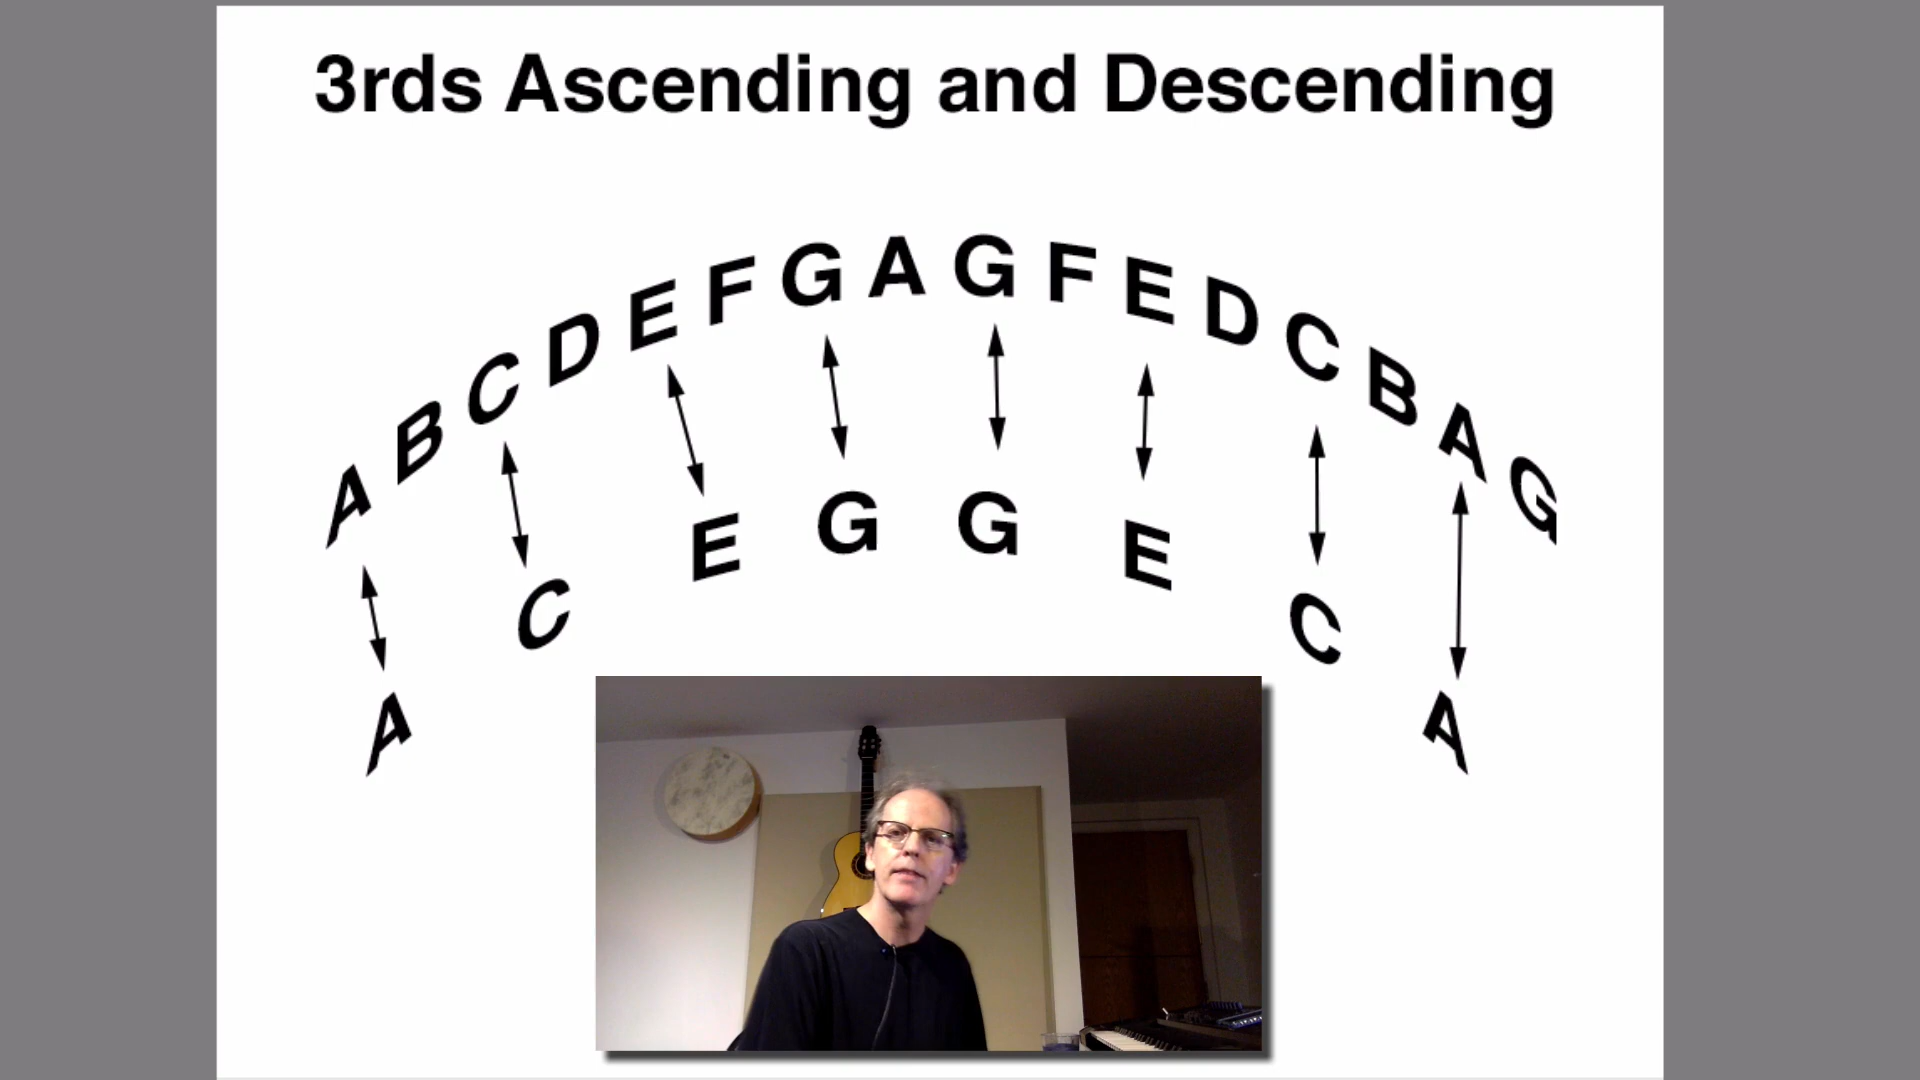 3rds Ascending and Descending
A B C D E F G A G F E D C B A G
A C E G G E C A